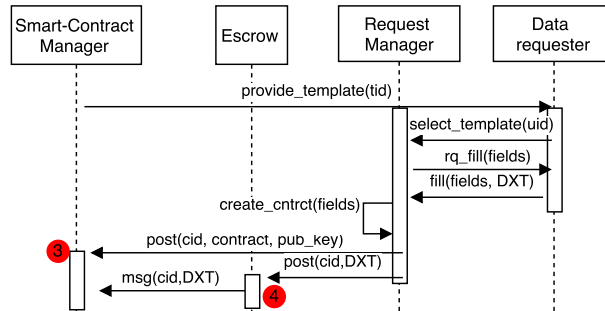 Smart-Contract
Manager
Escrow
Request
Manager
Data
requester
provide_template(tid)
select_template(uid)
rq_fill(fields)
fill(fields, DXT)
create_cntrct(fields)
post(cid, contract, pub_key)
3
post(cid,DXT)
msg(cid,DXT)
4